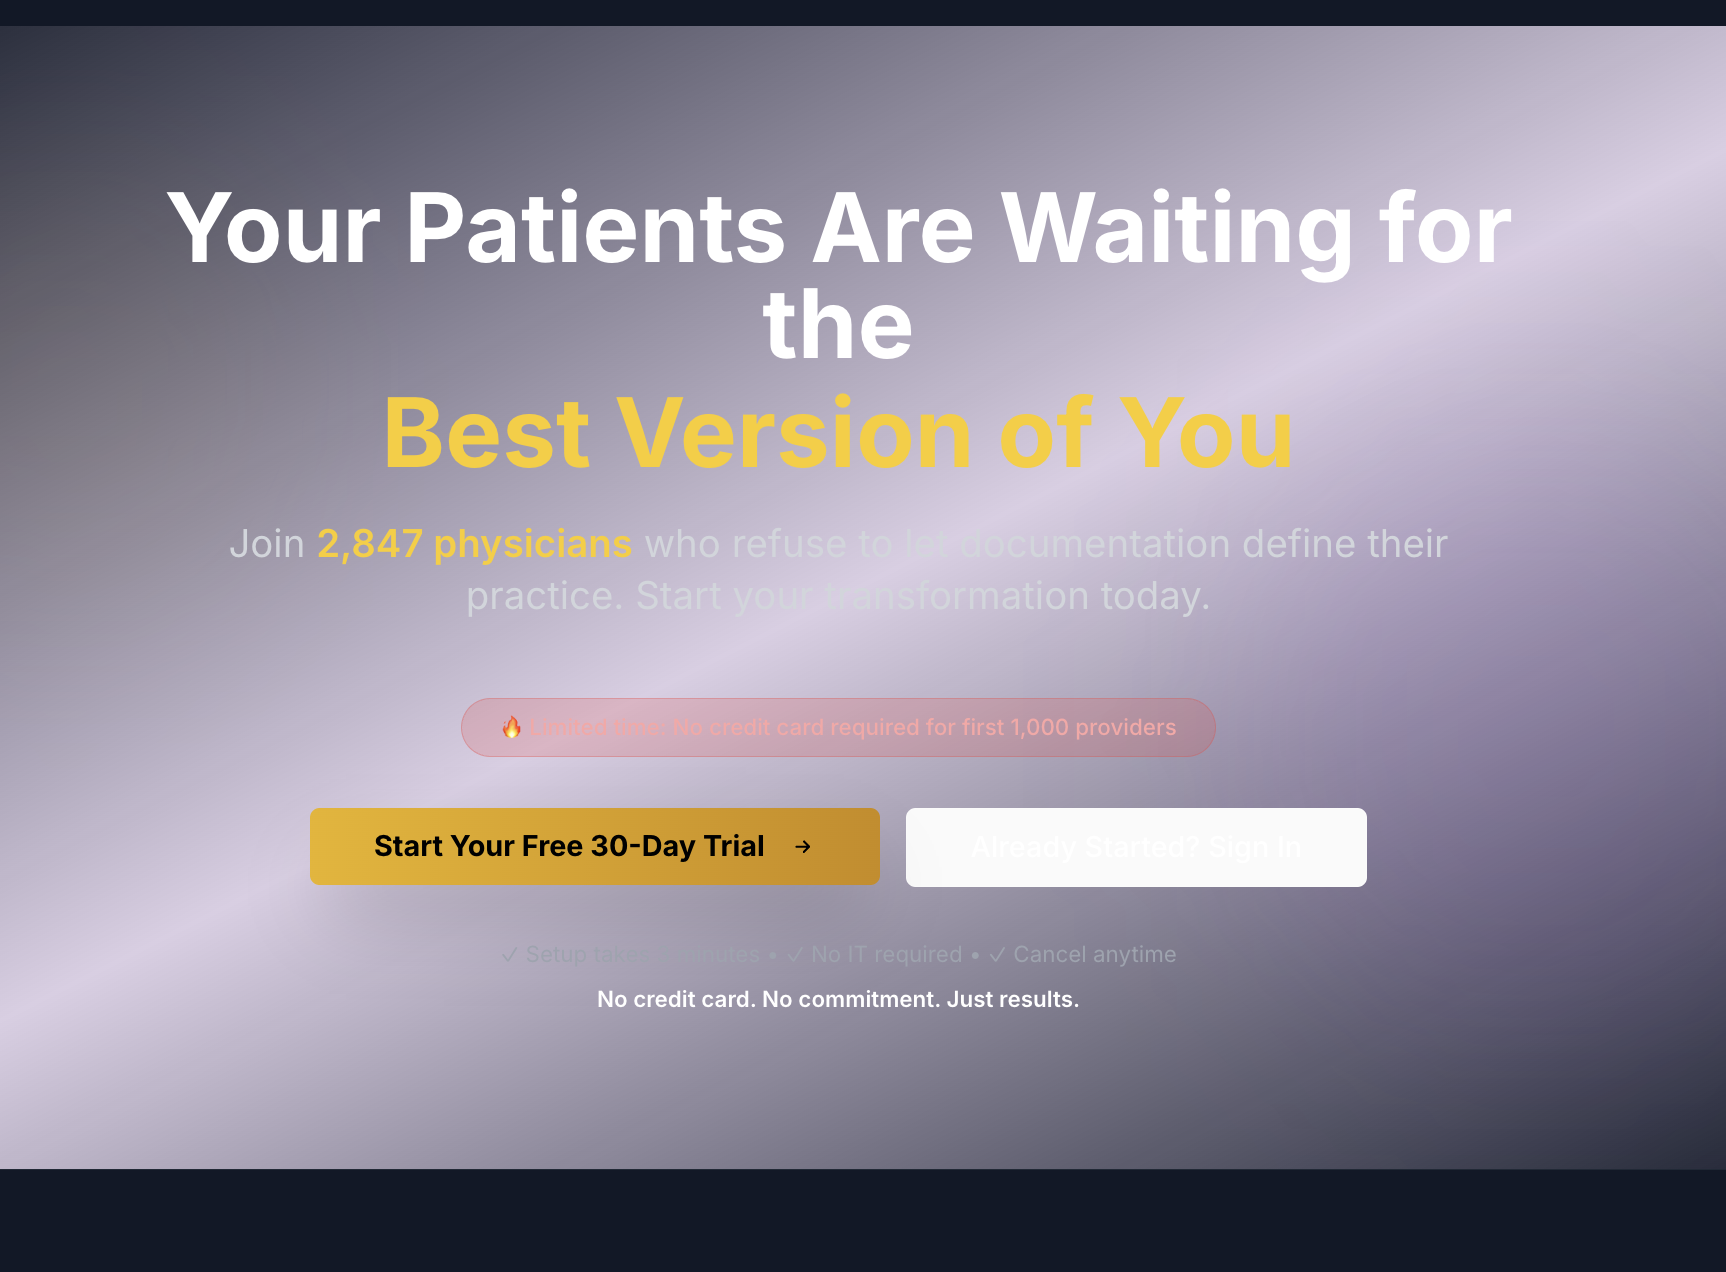 Your Patients Are Waiting for
the
Best Version of You
Join 2,847 physicians who refuse to let documentation define their
practice. Start your transformation today.
🔥 Limited time: No credit card required for first 1,000 providers
Start Your Free 30-Day Trial →
Already Started? Sign In
✓ Setup takes minutes • ✓ No IT required • ✓ Cancel anytime
No credit card. No commitment. Just results.